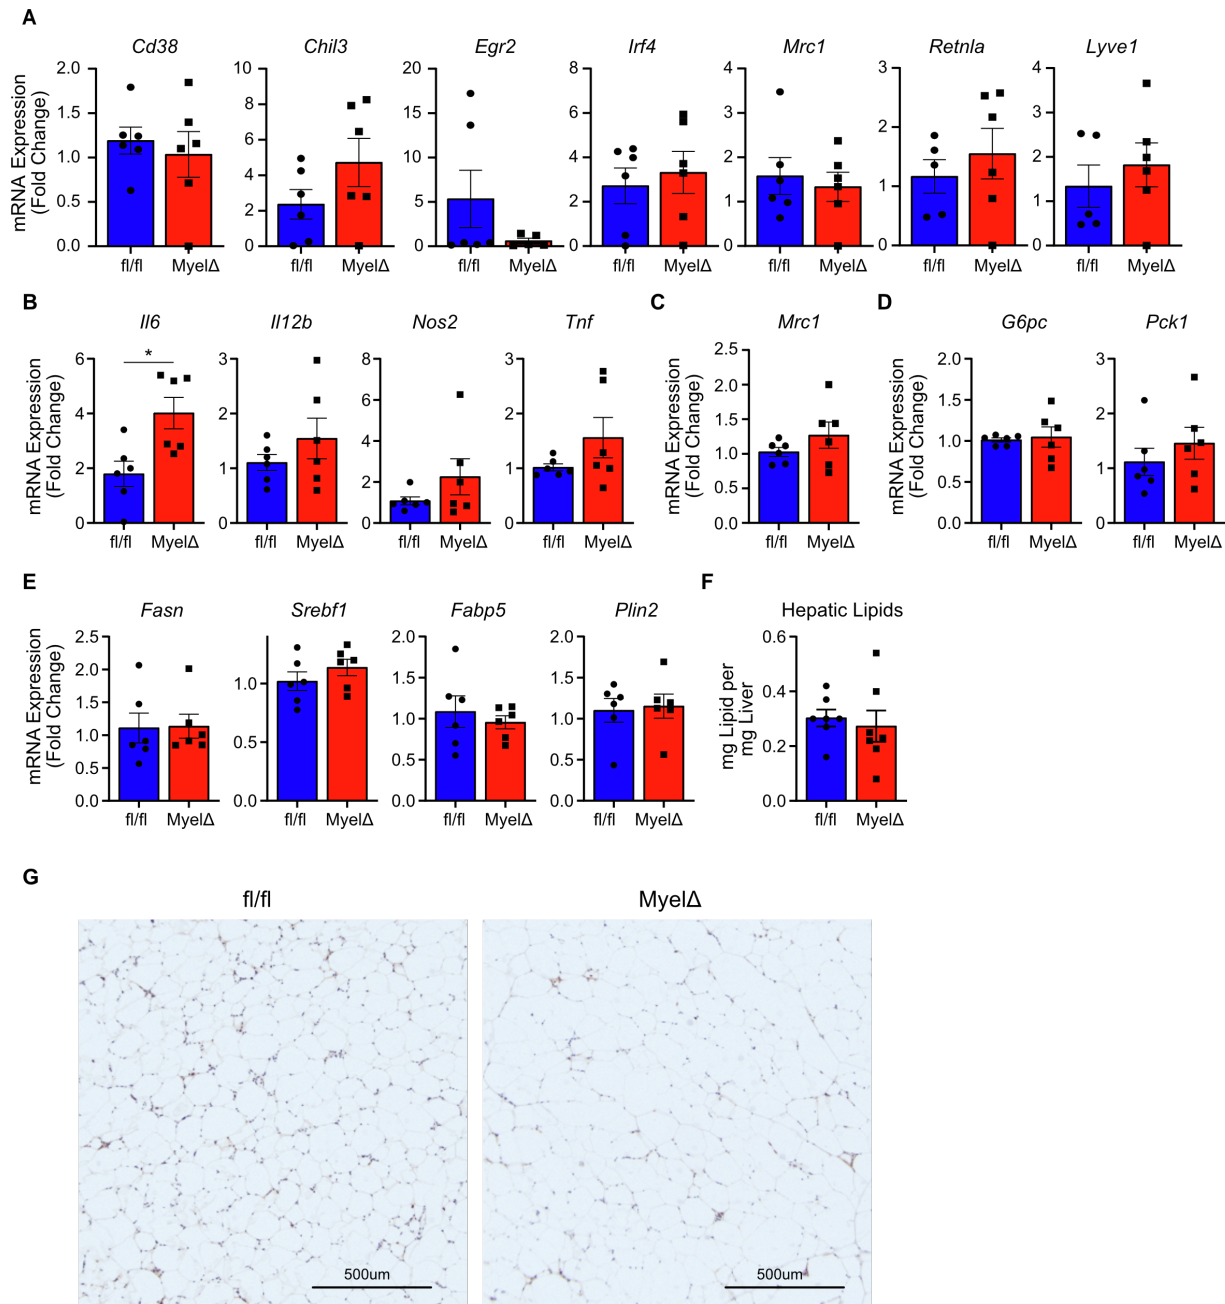 A
Cd38 Chil3 Egr2 Irf4 Mrc1 Retnla Lyve1
mRNA Expression
(Fold Change)
2.0 10 20 8 4 3 4
1.5 8 15 6 3 2 3
1.0 6 10 4 2 1 2
0.5 4 5 2 1 0 1
0.0 2 0 0 0 0
0
fl/fl MyelΔ fl/fl MyelΔ fl/fl MyelΔ fl/fl MyelΔ fl/fl MyelΔ fl/fl MyelΔ fl/fl MyelΔ
B
Il6 Il12b Nos2 Tnf
mRNA Expression
(Fold Change)
*
6 3 8 3
4 2 6 2
2 1 4 1
0 0 2 0
0
fl/fl MyelΔ fl/fl MyelΔ fl/fl MyelΔ fl/fl MyelΔ
C
Mrc1
mRNA Expression
(Fold Change)
2.5
2.0
1.5
1.0
0.5
0.0
fl/fl MyelΔ
D
G6pc Pck1
mRNA Expression
(Fold Change)
2.0 3
1.5 2
1.0 1
0.5 0
0.0
fl/fl MyelΔ fl/fl MyelΔ
E
Fasn Srebf1 Fabp5 Plin2
mRNA Expression
(Fold Change)
2.5 1.0 2.0 2.0
2.0 0.5 1.5 1.5
1.5 0.0 1.0 1.0
1.0 0.5 0.5
0.5 0.0 0.0
0.0
fl/fl MyelΔ fl/fl MyelΔ fl/fl MyelΔ fl/fl MyelΔ
F
Hepatic Lipids
mg Lipid per
mg Liver
0.6
0.4
0.2
0.0
fl/fl MyelΔ
G
fl/fl MyelΔ
500um 500um